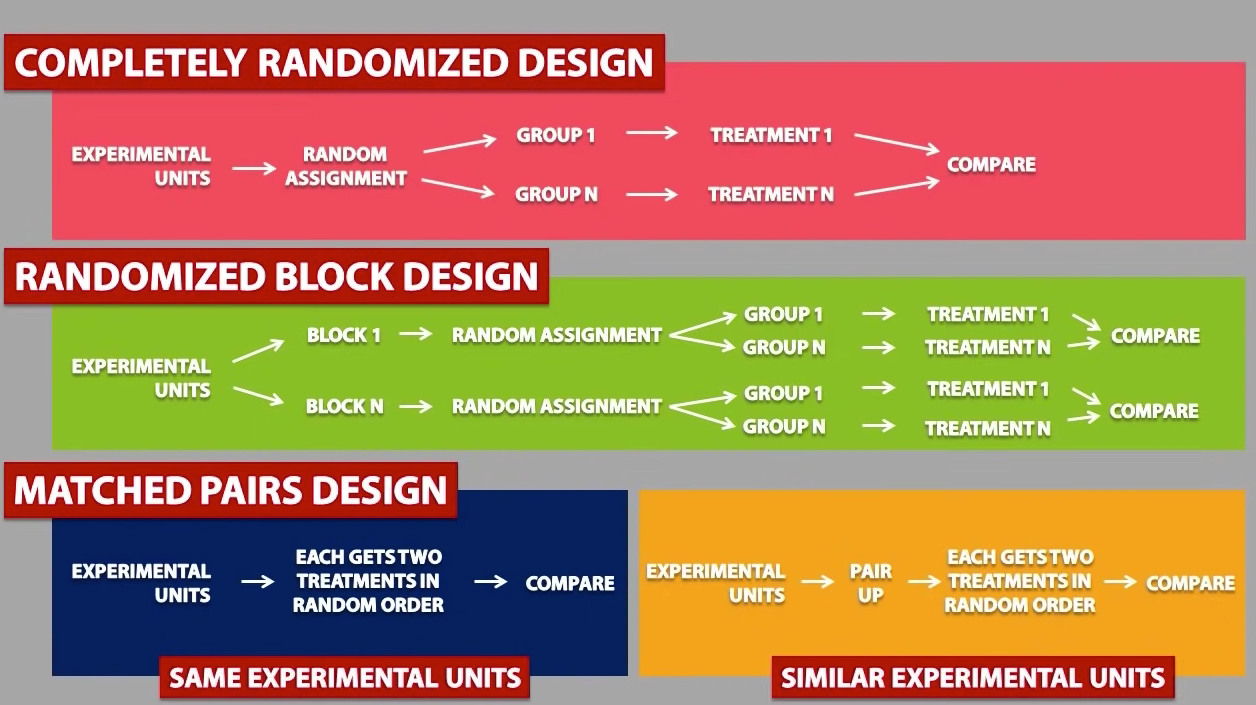 COMPLETELY RANDOMIZED DESIGN
EXPERIMENTAL
UNITS
RANDOM
ASSIGNMENT
GROUP 1
TREATMENT 1
GROUP N
TREATMENT N
COMPARE
RANDOMIZED BLOCK DESIGN
EXPERIMENTAL
UNITS
BLOCK 1
RANDOM ASSIGNMENT
GROUP 1
TREATMENT 1
GROUP N
TREATMENT N
COMPARE
BLOCK N
RANDOM ASSIGNMENT
GROUP 1
TREATMENT 1
GROUP N
TREATMENT N
COMPARE
MATCHED PAIRS DESIGN
EXPERIMENTAL
UNITS
EACH GETS TWO
TREATMENTS IN
RANDOM ORDER
COMPARE
SAME EXPERIMENTAL UNITS
EXPERIMENTAL
UNITS
PAIR
UP
EACH GETS TWO
TREATMENTS IN
RANDOM ORDER
COMPARE
SIMILAR EXPERIMENTAL UNITS